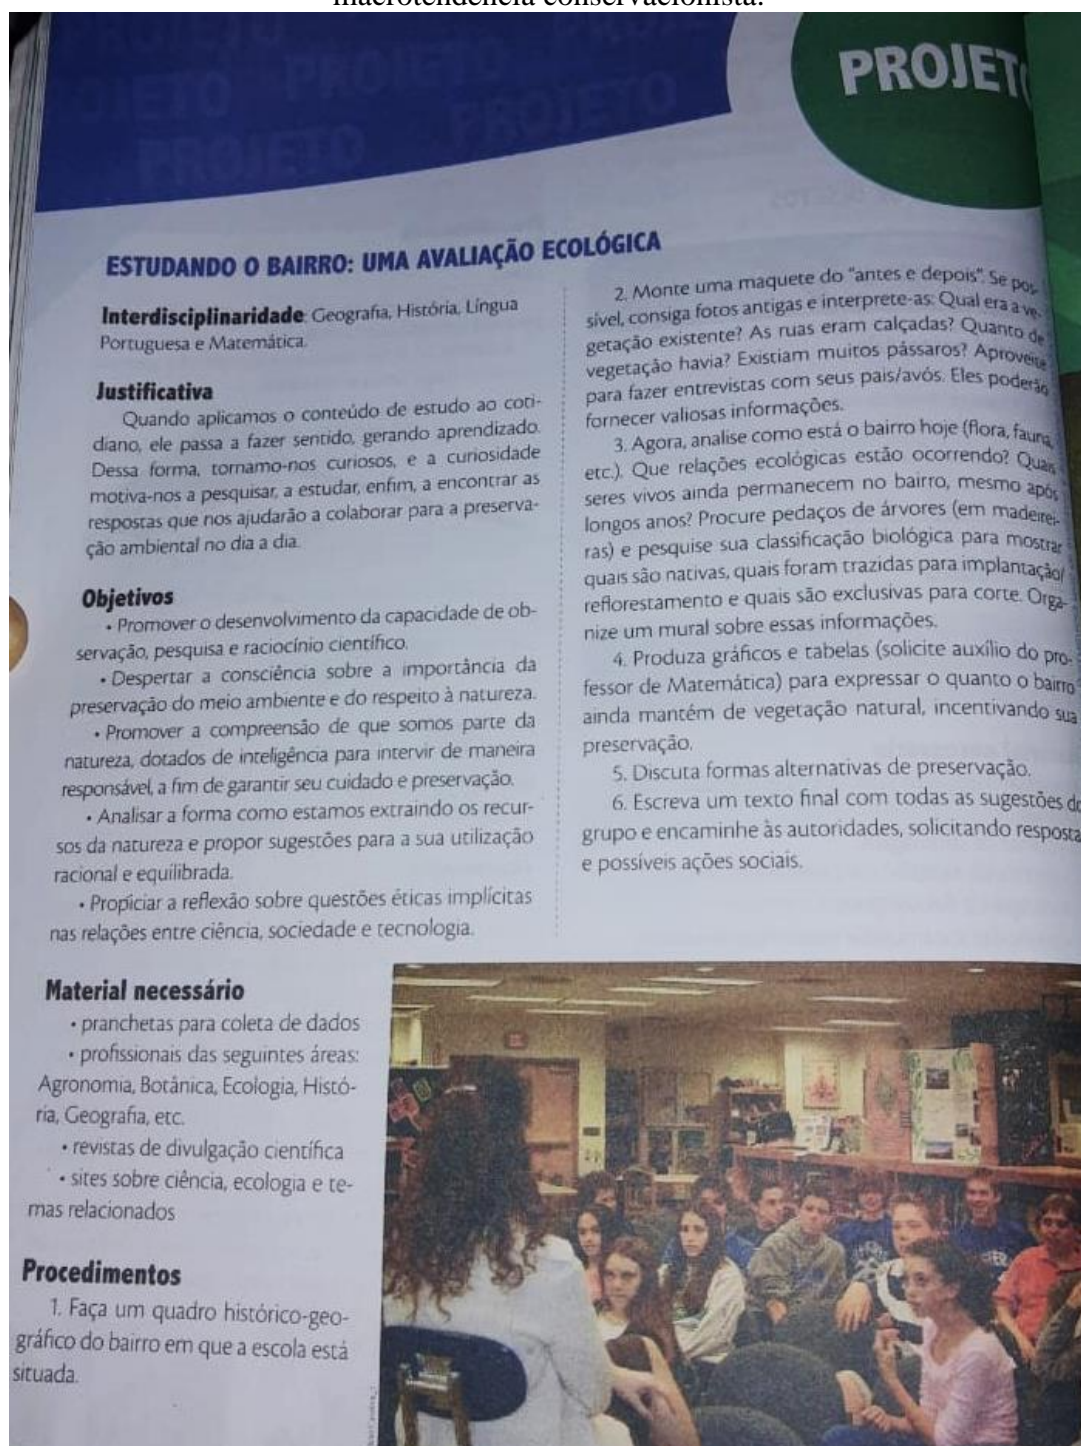 macrotendência conservacionista.
PROJETO
PROJETO
PROJETO
PROJETO
PROJET
ESTUDANDO O BAIRRO: UMA AVALIAÇÃO ECOLÓGICA
Interdisciplinaridade: Geografia, História, Língua
Portuguesa e Matemática.
Justificativa
Quando aplicamos o conteúdo de estudo ao coti-
diano, ele passa a fazer sentido, gerando aprendizado.
Dessa forma, tornamo-nos curiosos, e a curiosidade
motiva-nos a pesquisar, a estudar, enfim, a encontrar as
respostas que nos ajudarão a colaborar para a preserva-
ção ambiental no dia a dia.
Objetivos
• Promover o desenvolvimento da capacidade de ob-
servação, pesquisa e raciocínio científico.
• Despertar a consciência sobre a importância da
preservação do meio ambiente e do respeito à natureza.
• Promover a compreensão de que somos parte da
natureza, dotados de inteligência para intervir de maneira
responsável, a fim de garantir seu cuidado e preservação.
• Analisar a forma como estamos extraindo os recur-
sos da natureza e propor sugestões para a sua utilização
racional e equilibrada.
• Propiciar a reflexão sobre questões éticas implícitas
nas relações entre ciência, sociedade e tecnologia.
Material necessário
• pranchetas para coleta de dados
• profissionais das seguintes áreas:
Agronomia, Botânica, Ecologia, Histó-
ria, Geografia, etc.
• revistas de divulgação científica
• sites sobre ciência, ecologia e te-
mas relacionados
Procedimentos
1. Faça um quadro histórico-geo-
gráfico do bairro em que a escola está
situada.
2. Monte uma maquete do "antes e depois". Se pos-
sível, consiga fotos antigas e interprete-as: Qual era a ve-
getação existente? As ruas eram calçadas? Quanto de
vegetação havia? Existiam muitos pássaros? Aproveite
para fazer entrevistas com seus pais/avós. Eles poderão
fornecer valiosas informações.
3. Agora, analise como está o bairro hoje (flora, fauna,
etc.). Que relações ecológicas estão ocorrendo? Quais
seres vivos ainda permanecem no bairro, mesmo após
longos anos? Procure pedaços de árvores (em madeirei-
ras) e pesquise sua classificação biológica para mostrar
quais são nativas, quais foram trazidas para implantação/
reflorestamento e quais são exclusivas para corte. Orga-
nize um mural sobre essas informações.
4. Produza gráficos e tabelas (solicite auxílio do pro-
fessor de Matemática) para expressar o quanto o bairro
ainda mantém de vegetação natural, incentivando sua
preservação.
5. Discuta formas alternativas de preservação.
6. Escreva um texto final com todas as sugestões do
grupo e encaminhe às autoridades, solicitando resposta
e possíveis ações sociais.